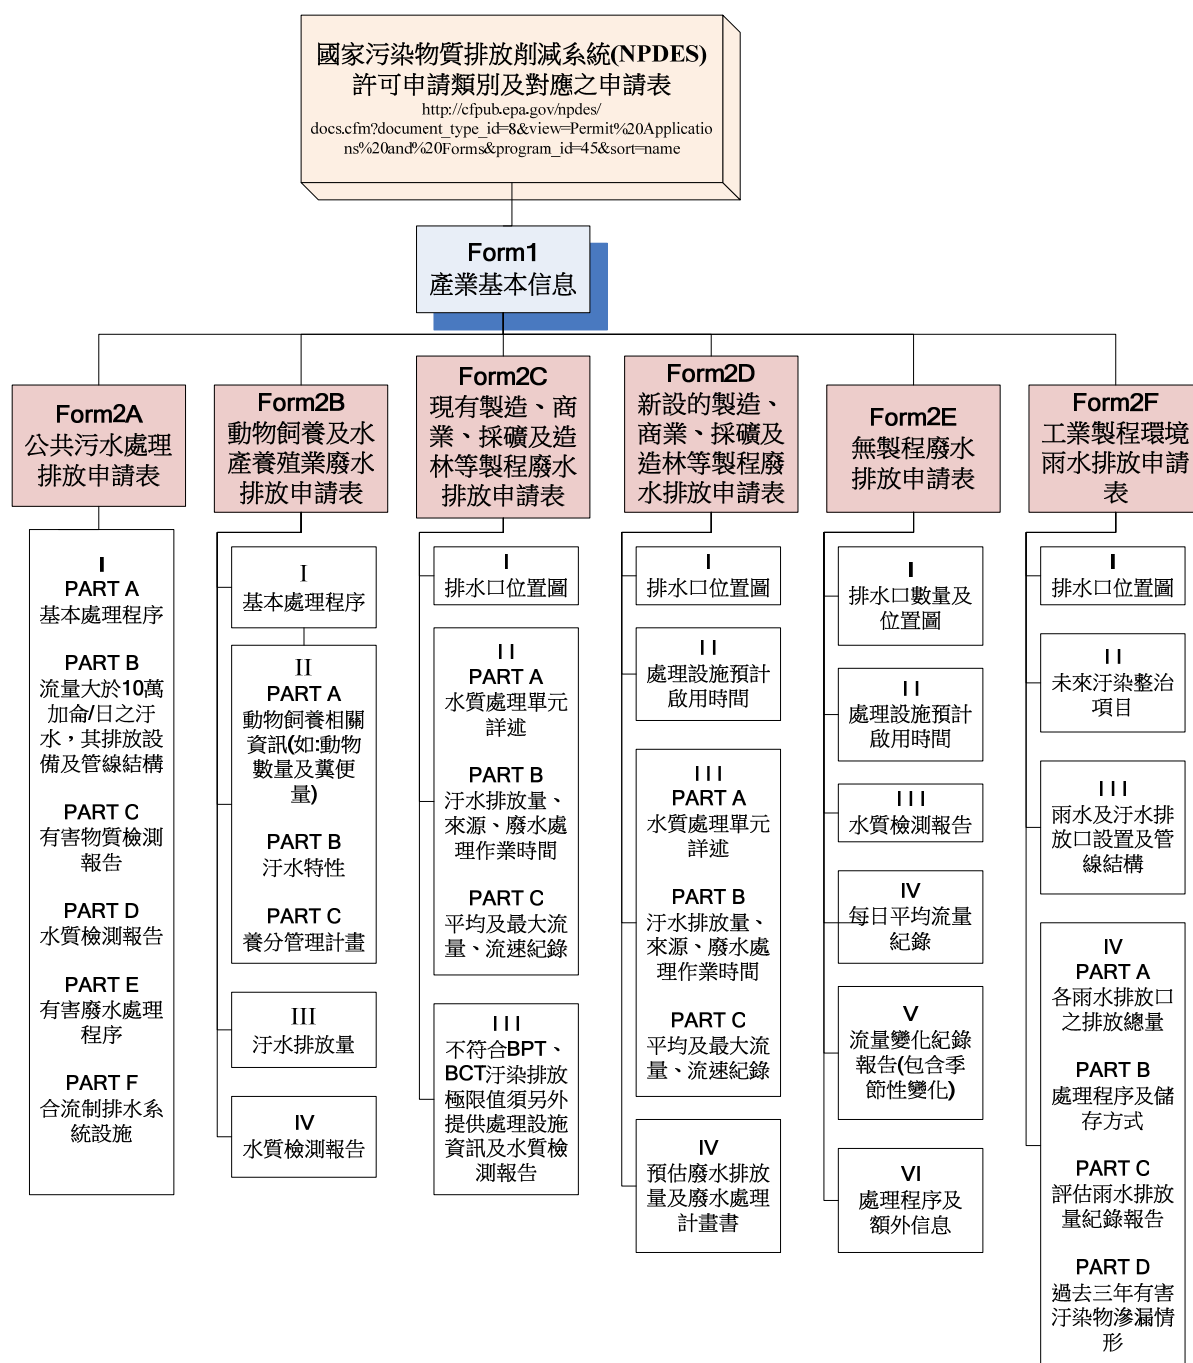 國家污染物質排放削減系統(NPDES)
許可申請類別及對應之申請表
http://cfpub.epa.gov/npdes/
docs.cfm?document_type_id=8&view=Permit%20Applicatio
ns%20and%20Forms&program_id=45&sort=name
Form1
產業基本信息
Form2A
公共污水處理
排放申請表
I
PART A
基本處理程序
PART B
流量大於10萬
加侖/日之汙
水，其排放設
備及管線結構
PART C
有害物質檢測
報告
PART D
水質檢測報告
PART E
有害廢水處理
程序
PART F
合流制排水系
統設施
Form2B
動物飼養及水
產養殖業廢水
排放申請表
I
基本處理程序
II
PART A
動物飼養相關
資訊(如:動物
數量及糞便
量)
PART B
汙水特性
PART C
養分管理計畫
III
汙水排放量
IV
水質檢測報告
Form2C
現有製造、商
業、採礦及造
林等製程廢水
排放申請表
I
排水口位置圖
II
PART A
水質處理單元
詳述
PART B
汙水排放量、
來源、廢水處
理作業時間
PART C
平均及最大流
量、流速紀錄
III
不符合BPT、
BCT汙染排放
極限值須另外
提供處理設施
資訊及水質檢
測報告
Form2D
新設的製造、
商業、採礦及
造林等製程廢
水排放申請表
I
排水口位置圖
II
處理設施預計
啟用時間
III
PART A
水質處理單元
詳述
PART B
汙水排放量、
來源、廢水處
理作業時間
PART C
平均及最大流
量、流速紀錄
IV
預估廢水排放
量及廢水處理
計畫書
Form2E
無製程廢水
排放申請表
I
排水口數量及
位置圖
II
處理設施預計
啟用時間
III
水質檢測報告
IV
每日平均流量
紀錄
V
流量變化紀錄
報告(包含季
節性變化)
VI
處理程序及
額外信息
Form2F
工業製程環境
雨水排放申請
表
I
排水口位置圖
II
未來汙染整治
項目
III
雨水及汙水排
放口設置及管
線結構
IV
PART A
各雨水排放口
之排放總量
PART B
處理程序及儲
存方式
PART C
評估雨水排放
量紀錄報告
PART D
過去三年有害
汙染物滲漏情
形